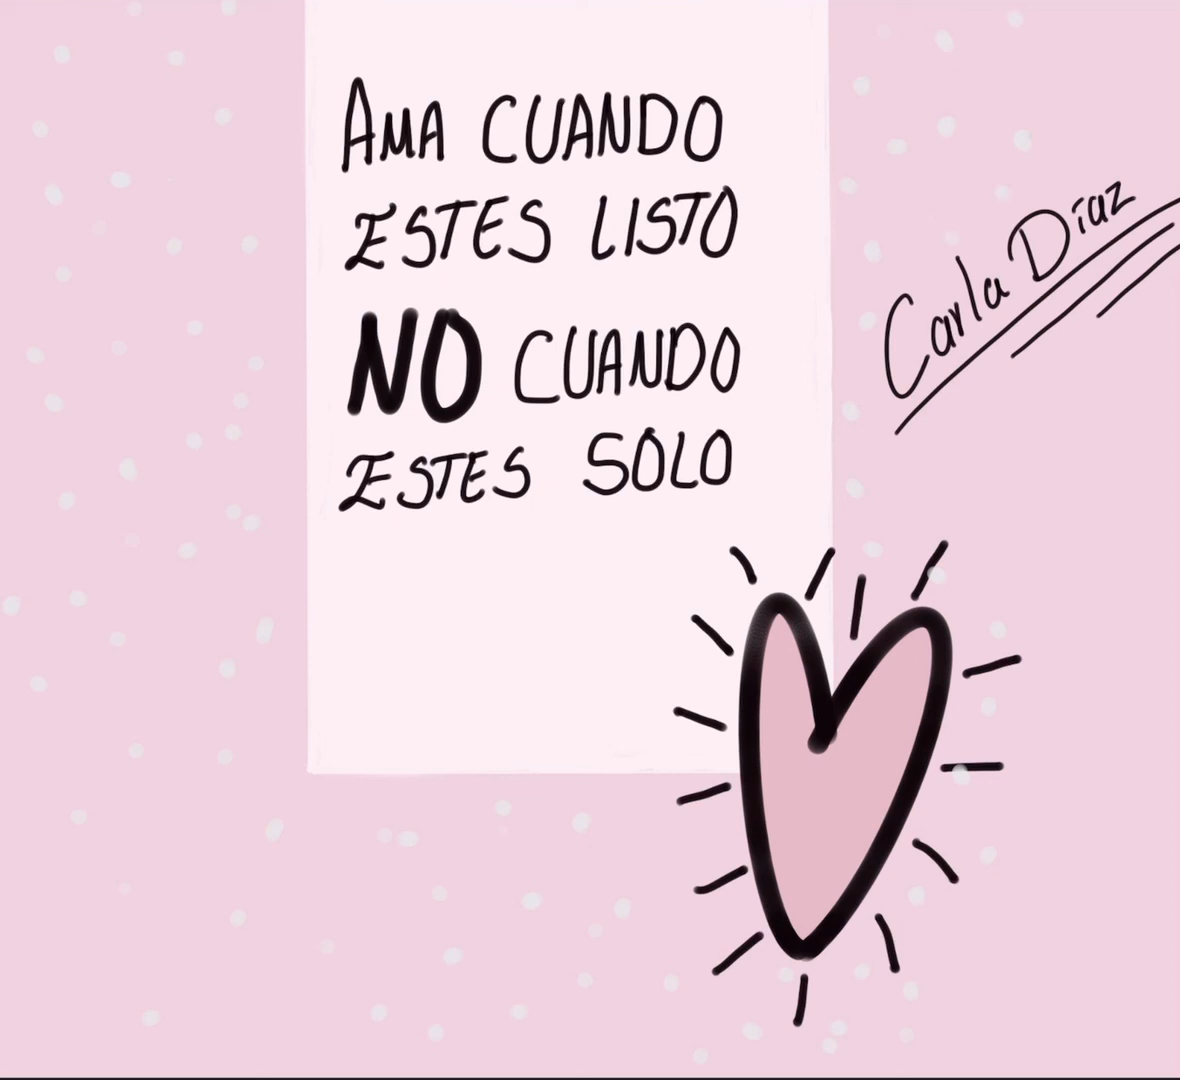 AMA CUANDO
ESTES LISTO
NO CUANDO
ESTES SOLO
Carla Díaz